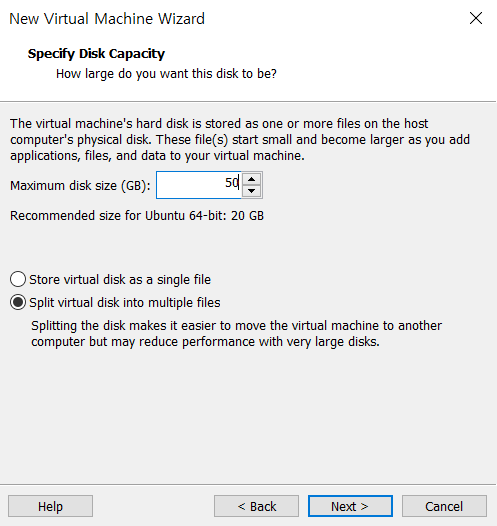 New Virtual Machine Wizard
Specify Disk Capacity
How large do you want this disk to be?
The virtual machine's hard disk is stored as one or more files on the host
computer's physical disk. These file(s) start small and become larger as you add
applications, files, and data to your virtual machine.
Maximum disk size (GB): 50
Recommended size for Ubuntu 64-bit: 20 GB
Store virtual disk as a single file
Split virtual disk into multiple files
Splitting the disk makes it easier to move the virtual machine to another
computer but may reduce performance with very large disks.
Help < Back Next > Cancel